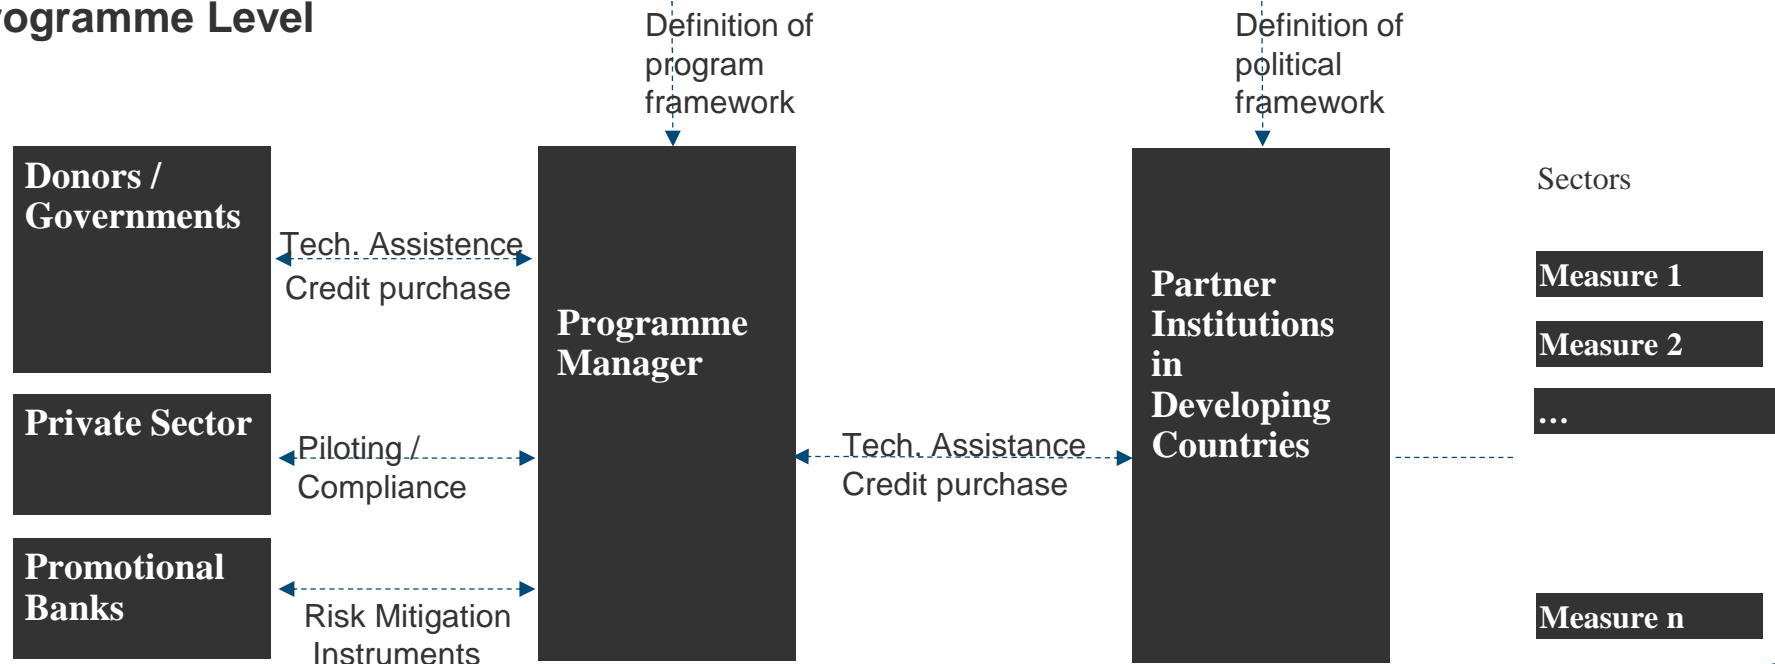 rogramme Level
Definition of
program
framework
Definition of
political
framework
Donors /
Governments
Tech. Assistence
Credit purchase
Programme
Manager
Private Sector
Piloting /
Compliance
Tech. Assistance
Credit purchase
Partner
Institutions
in
Developing
Countries
Promotional
Banks
Risk Mitigation
Instruments
Sectors
Measure 1
Measure 2
…
Measure n